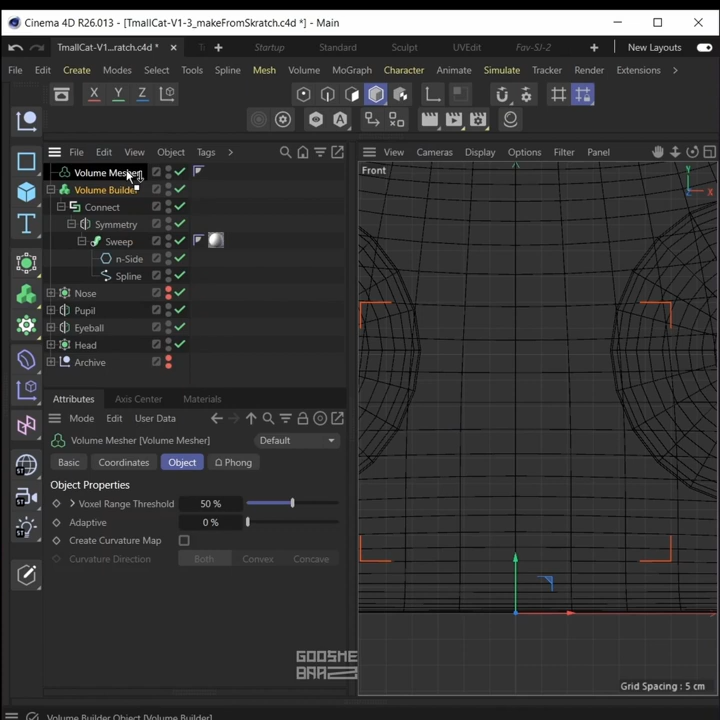 Cinema 4D R26.013 - [TmallCat-V1-3_makeFromSkratch.c4d *] - Main
TmallCat-V1...ratch.c4d *
Startup
Standard
Sculpt
UVEdit
Fav-SJ-2
New Layouts
File Edit Create Modes Select Tools Spline Mesh Volume MoGraph Character Animate Simulate Tracker Render Extensions
X Y Z
File Edit View Object Tags
View Cameras Display Options Filter Panel
Volume Mesher
Front
Y
X
Volume Builder
Connect
Symmetry
Sweep
n-Side
Spline
Nose
Pupil
Eyeball
Head
Archive
Attributes Axis Center Materials
Mode Edit User Data
Volume Mesher [Volume Mesher]
Default
Basic Coordinates Object Phong
Object Properties
Voxel Range Threshold 50 %
Adaptive 0 %
Create Curvature Map
Curvature Direction Both Convex Concave
GOOSHE
Grid Spacing : 5 cm
Volume Builder Object [Volume Builder]